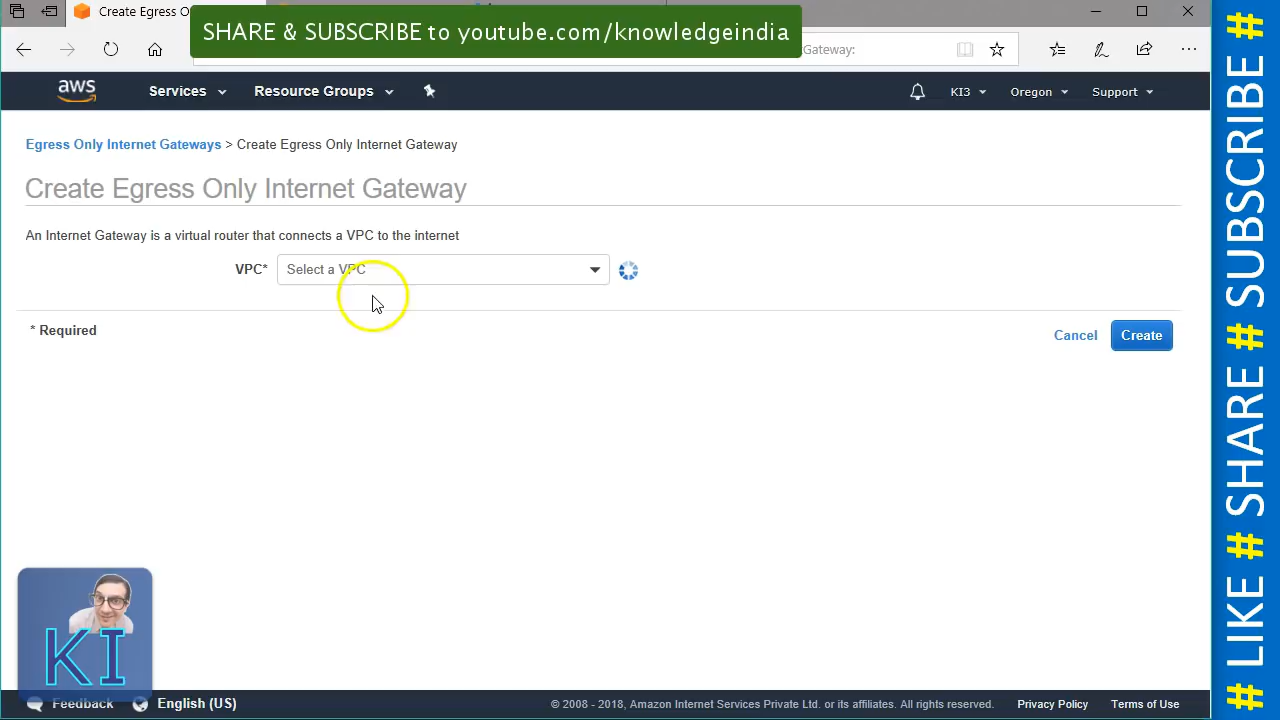 Create Egress O
SHARE & SUBSCRIBE to youtube.com/knowledgeindia
Gateway:
aws
Services
Resource Groups
KI3
Oregon
Support
Egress Only Internet Gateways > Create Egress Only Internet Gateway
Create Egress Only Internet Gateway
An Internet Gateway is a virtual router that connects a VPC to the internet
VPC*
Select a VPC
* Required
Cancel
Create
KI
Feedback
English (US)
© 2008 - 2018, Amazon Internet Services Private Ltd. or its affiliates. All rights reserved.
Privacy Policy
Terms of Use
# LIKE # SHARE # SUBSCRIBE #